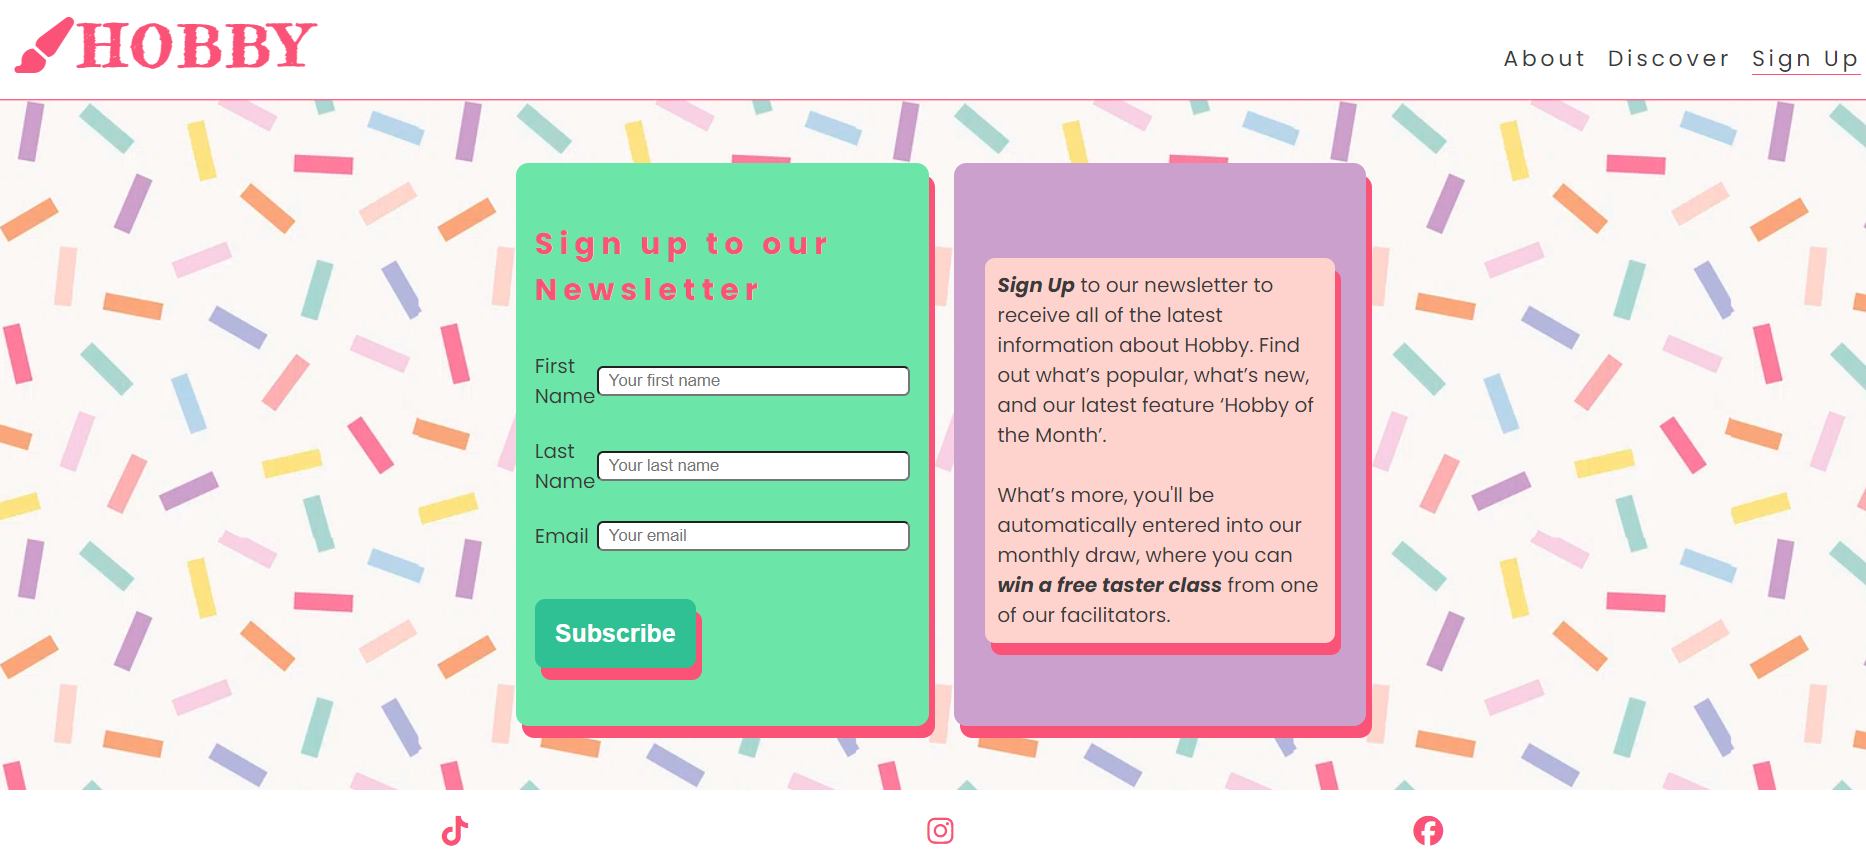 HOBBY
About Discover Sign Up
Sign up to our
Newsletter
First
Name
Your first name
Last
Name
Your last name
Email
Your email
Subscribe
Sign Up to our newsletter to
receive all of the latest
information about Hobby. Find
out what’s popular, what’s new,
and our latest feature ‘Hobby of
the Month’.
What’s more, you'll be
automatically entered into our
monthly draw, where you can
win a free taster class from one
of our facilitators.